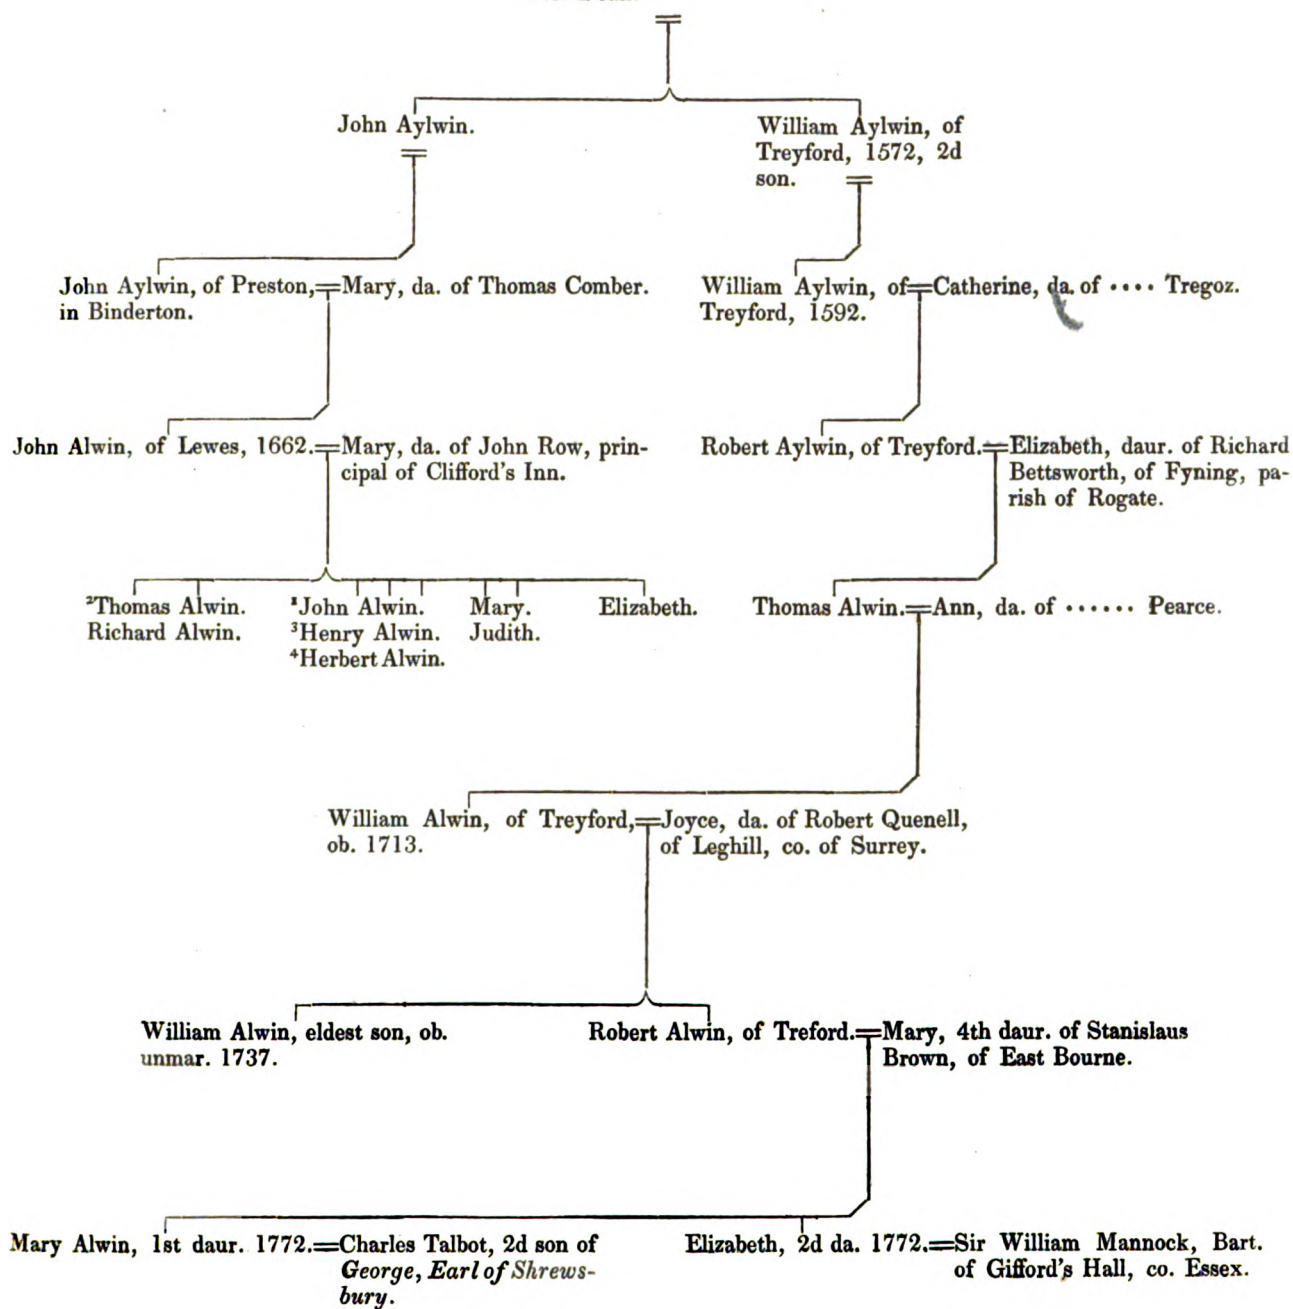 John Aylwin.
William Aylwin, of
Treyford, 1572, 2d
son.
John Aylwin, of Preston,
in Binderton.
Mary, da. of Thomas Comber.
William Aylwin, of
Treyford, 1592.
Catherine, da. of .... Tregoz.
John Alwin, of Lewes, 1662.
Mary, da. of John Row, prin-
cipal of Clifford's Inn.
Robert Aylwin, of Treyford.
Elizabeth, daur. of Richard
Bettsworth, of Fyning, pa-
rish of Rogate.
²Thomas Alwin.
Richard Alwin.
¹John Alwin.
³Henry Alwin.
⁴Herbert Alwin.
Mary.
Judith.
Elizabeth.
Thomas Alwin.
Ann, da. of ...... Pearce.
William Alwin, of Treyford,
ob. 1713.
Joyce, da. of Robert Quenell,
of Leghill, co. of Surrey.
William Alwin, eldest son, ob.
unmar. 1737.
Robert Alwin, of Treford.
Mary, 4th daur. of Stanislaus
Brown, of East Bourne.
Mary Alwin, 1st daur. 1772.
Charles Talbot, 2d son of
George, Earl of Shrews-
bury.
Elizabeth, 2d da. 1772.
Sir William Mannock, Bart.
of Gifford's Hall, co. Essex.